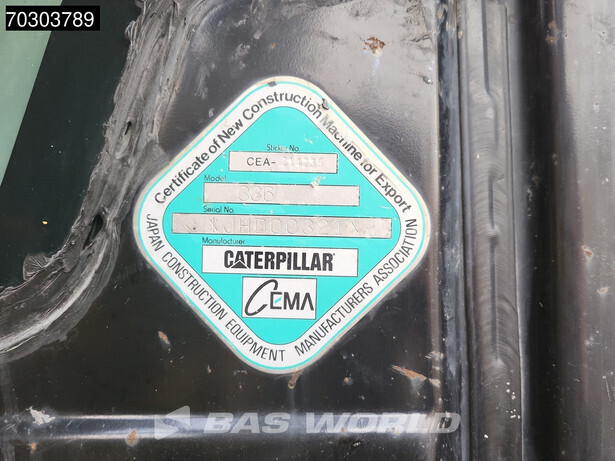 70303789
Certificate of New Construction Machine for Export
Sticker No.
CEA-
Model
336
Serial No.
Manufacturer
CATERPILLAR
CEMA
JAPAN CONSTRUCTION EQUIPMENT MANUFACTURERS ASSOCIATION
BAS WORLD